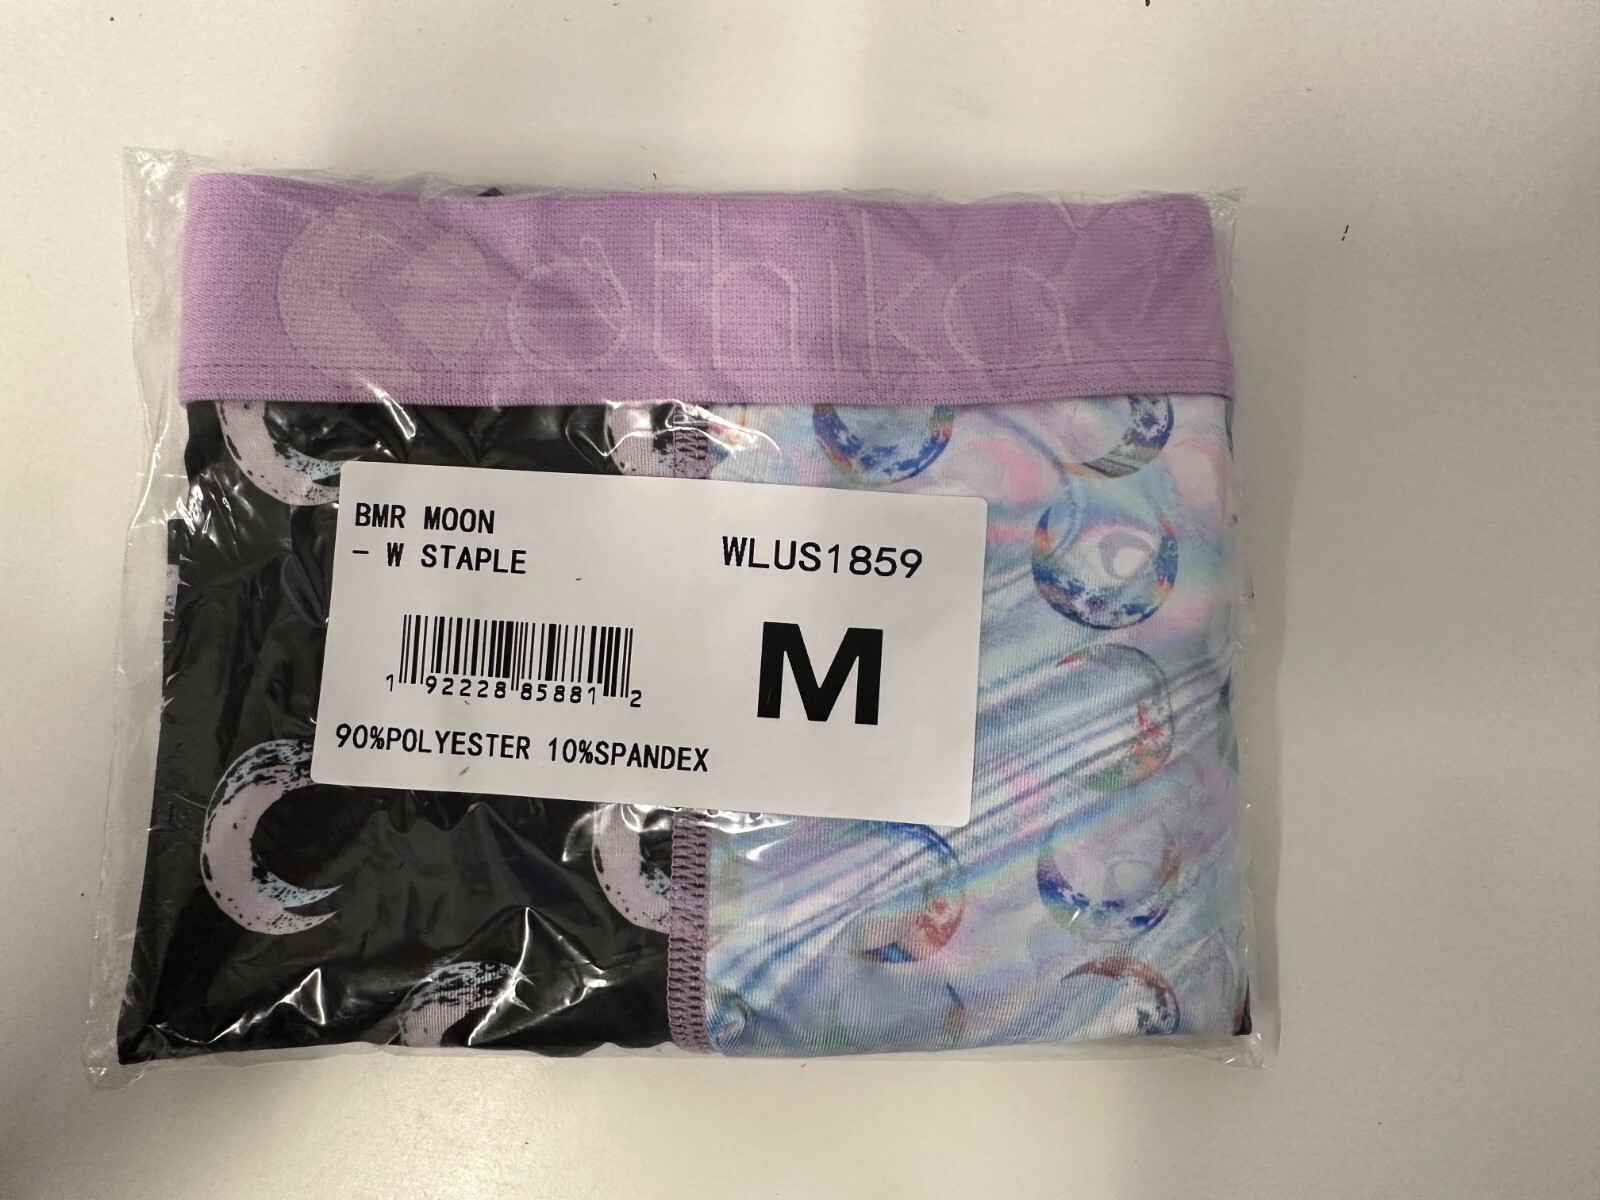 ethika
BMR MOON
- W STAPLE
WLUS1859
M
1 92228 85881 2
90%POLYESTER 10%SPANDEX